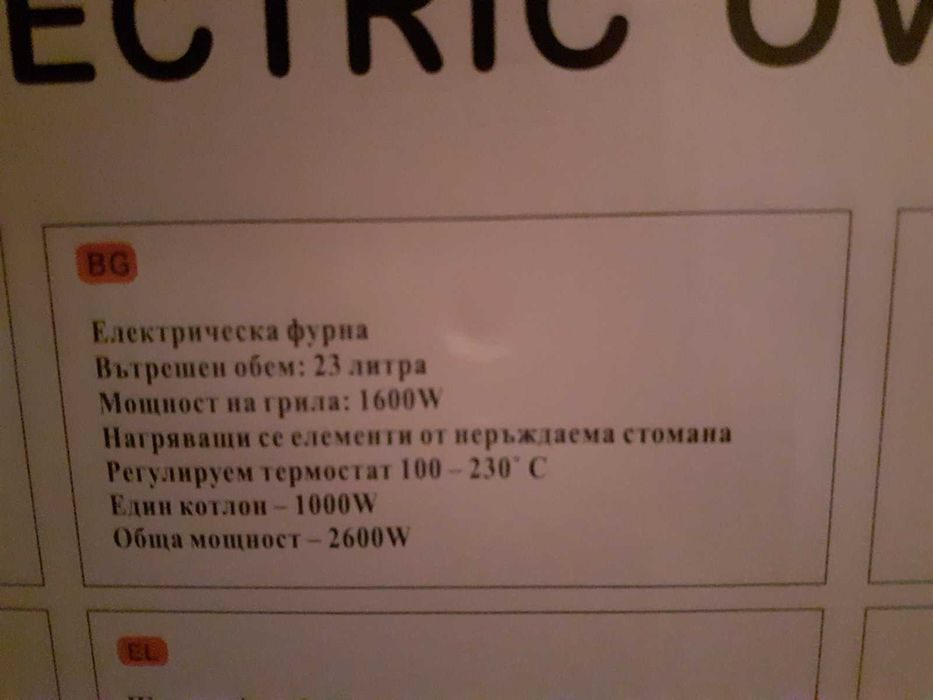 ECTRIC OV
BG
Електрическа фурна
Вътрешен обем: 23 литра
Мощност на грила: 1600W
Нагряващи се елементи от неръждаема стомана
Регулируем термостат 100 – 230° C
Един котлон – 1000W
Обща мощност – 2600W
EL